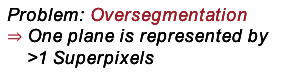 Problem: Oversegmentation
⇒ One plane is represented by
>1 Superpixels